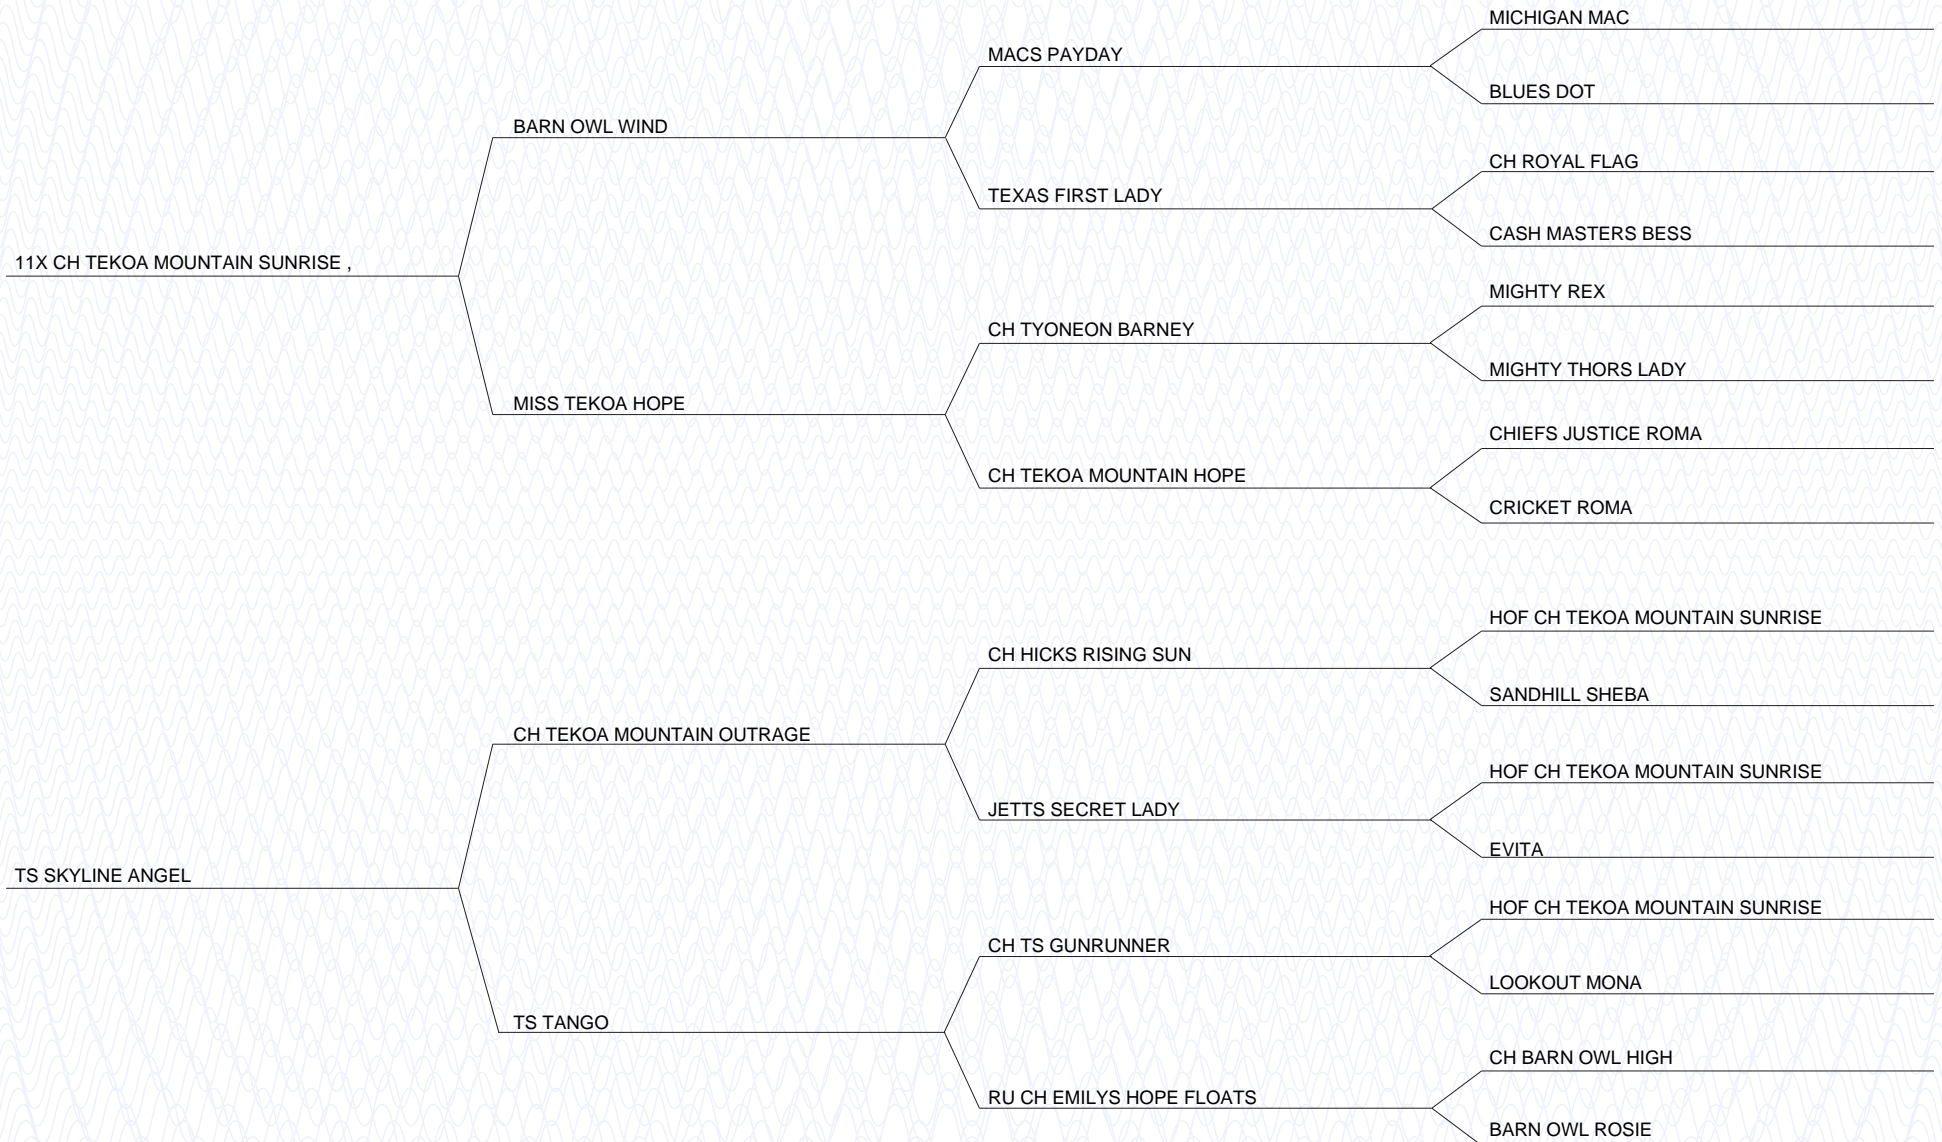 MICHIGAN MAC
MACS PAYDAY
BLUES DOT
BARN OWL WIND
CH ROYAL FLAG
TEXAS FIRST LADY
CASH MASTERS BESS
11X CH TEKOA MOUNTAIN SUNRISE ,
MIGHTY REX
CH TYONEON BARNEY
MIGHTY THORS LADY
MISS TEKOA HOPE
CHIEFS JUSTICE ROMA
CH TEKOA MOUNTAIN HOPE
CRICKET ROMA
HOF CH TEKOA MOUNTAIN SUNRISE
CH HICKS RISING SUN
SANDHILL SHEBA
CH TEKOA MOUNTAIN OUTRAGE
HOF CH TEKOA MOUNTAIN SUNRISE
JETTS SECRET LADY
EVITA
TS SKYLINE ANGEL
HOF CH TEKOA MOUNTAIN SUNRISE
CH TS GUNRUNNER
LOOKOUT MONA
TS TANGO
CH BARN OWL HIGH
RU CH EMILYS HOPE FLOATS
BARN OWL ROSIE